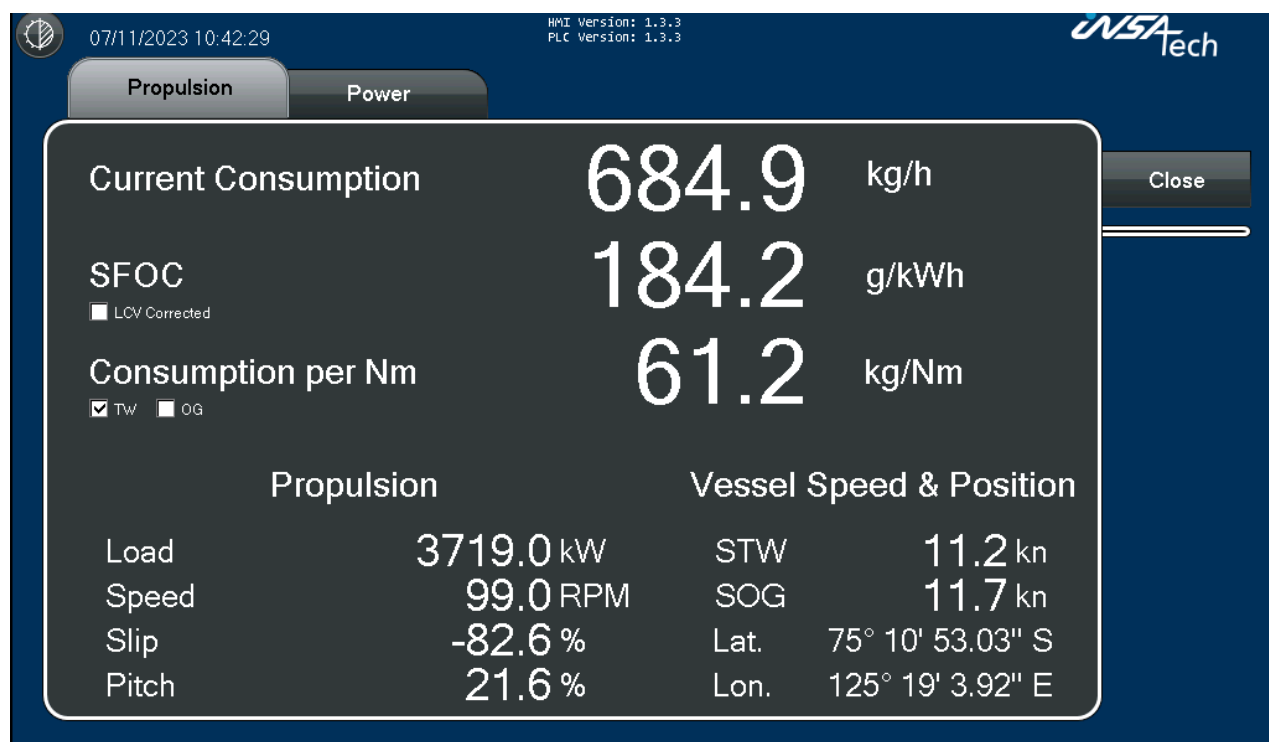 07/11/2023 10:42:29
HMI Version: 1.3.3
PLC Version: 1.3.3
iNSATech
Propulsion
Power
Current Consumption 684.9 kg/h
Close
SFOC 184.2 g/kWh
LCV Corrected
Consumption per Nm 61.2 kg/Nm
TW OG
Propulsion
Vessel Speed & Position
Load 3719.0 kW
STW 11.2 kn
Speed 99.0 RPM
SOG 11.7 kn
Slip -82.6 %
Lat. 75° 10' 53.03" S
Pitch 21.6 %
Lon. 125° 19' 3.92" E